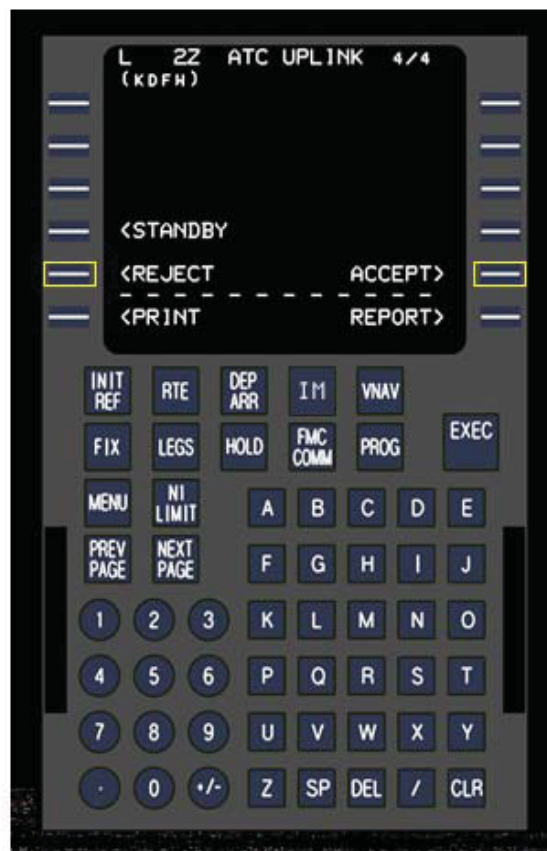 L 2Z ATC UPLINK 4/4
(KDFH)
<STANDBY
<REJECT ACCEPT>
<PRINT REPORT>
INIT REF RTE DEP ARR IM VNAV
FIX LEGS HOLD FMC COMM PROG EXEC
MENU NI LIMIT A B C D E
PREV PAGE NEXT PAGE F G H I J
1 2 3 K L M N O
4 5 6 P Q R S T
7 8 9 U V W X Y
. 0 +/- Z SP DEL / CLR